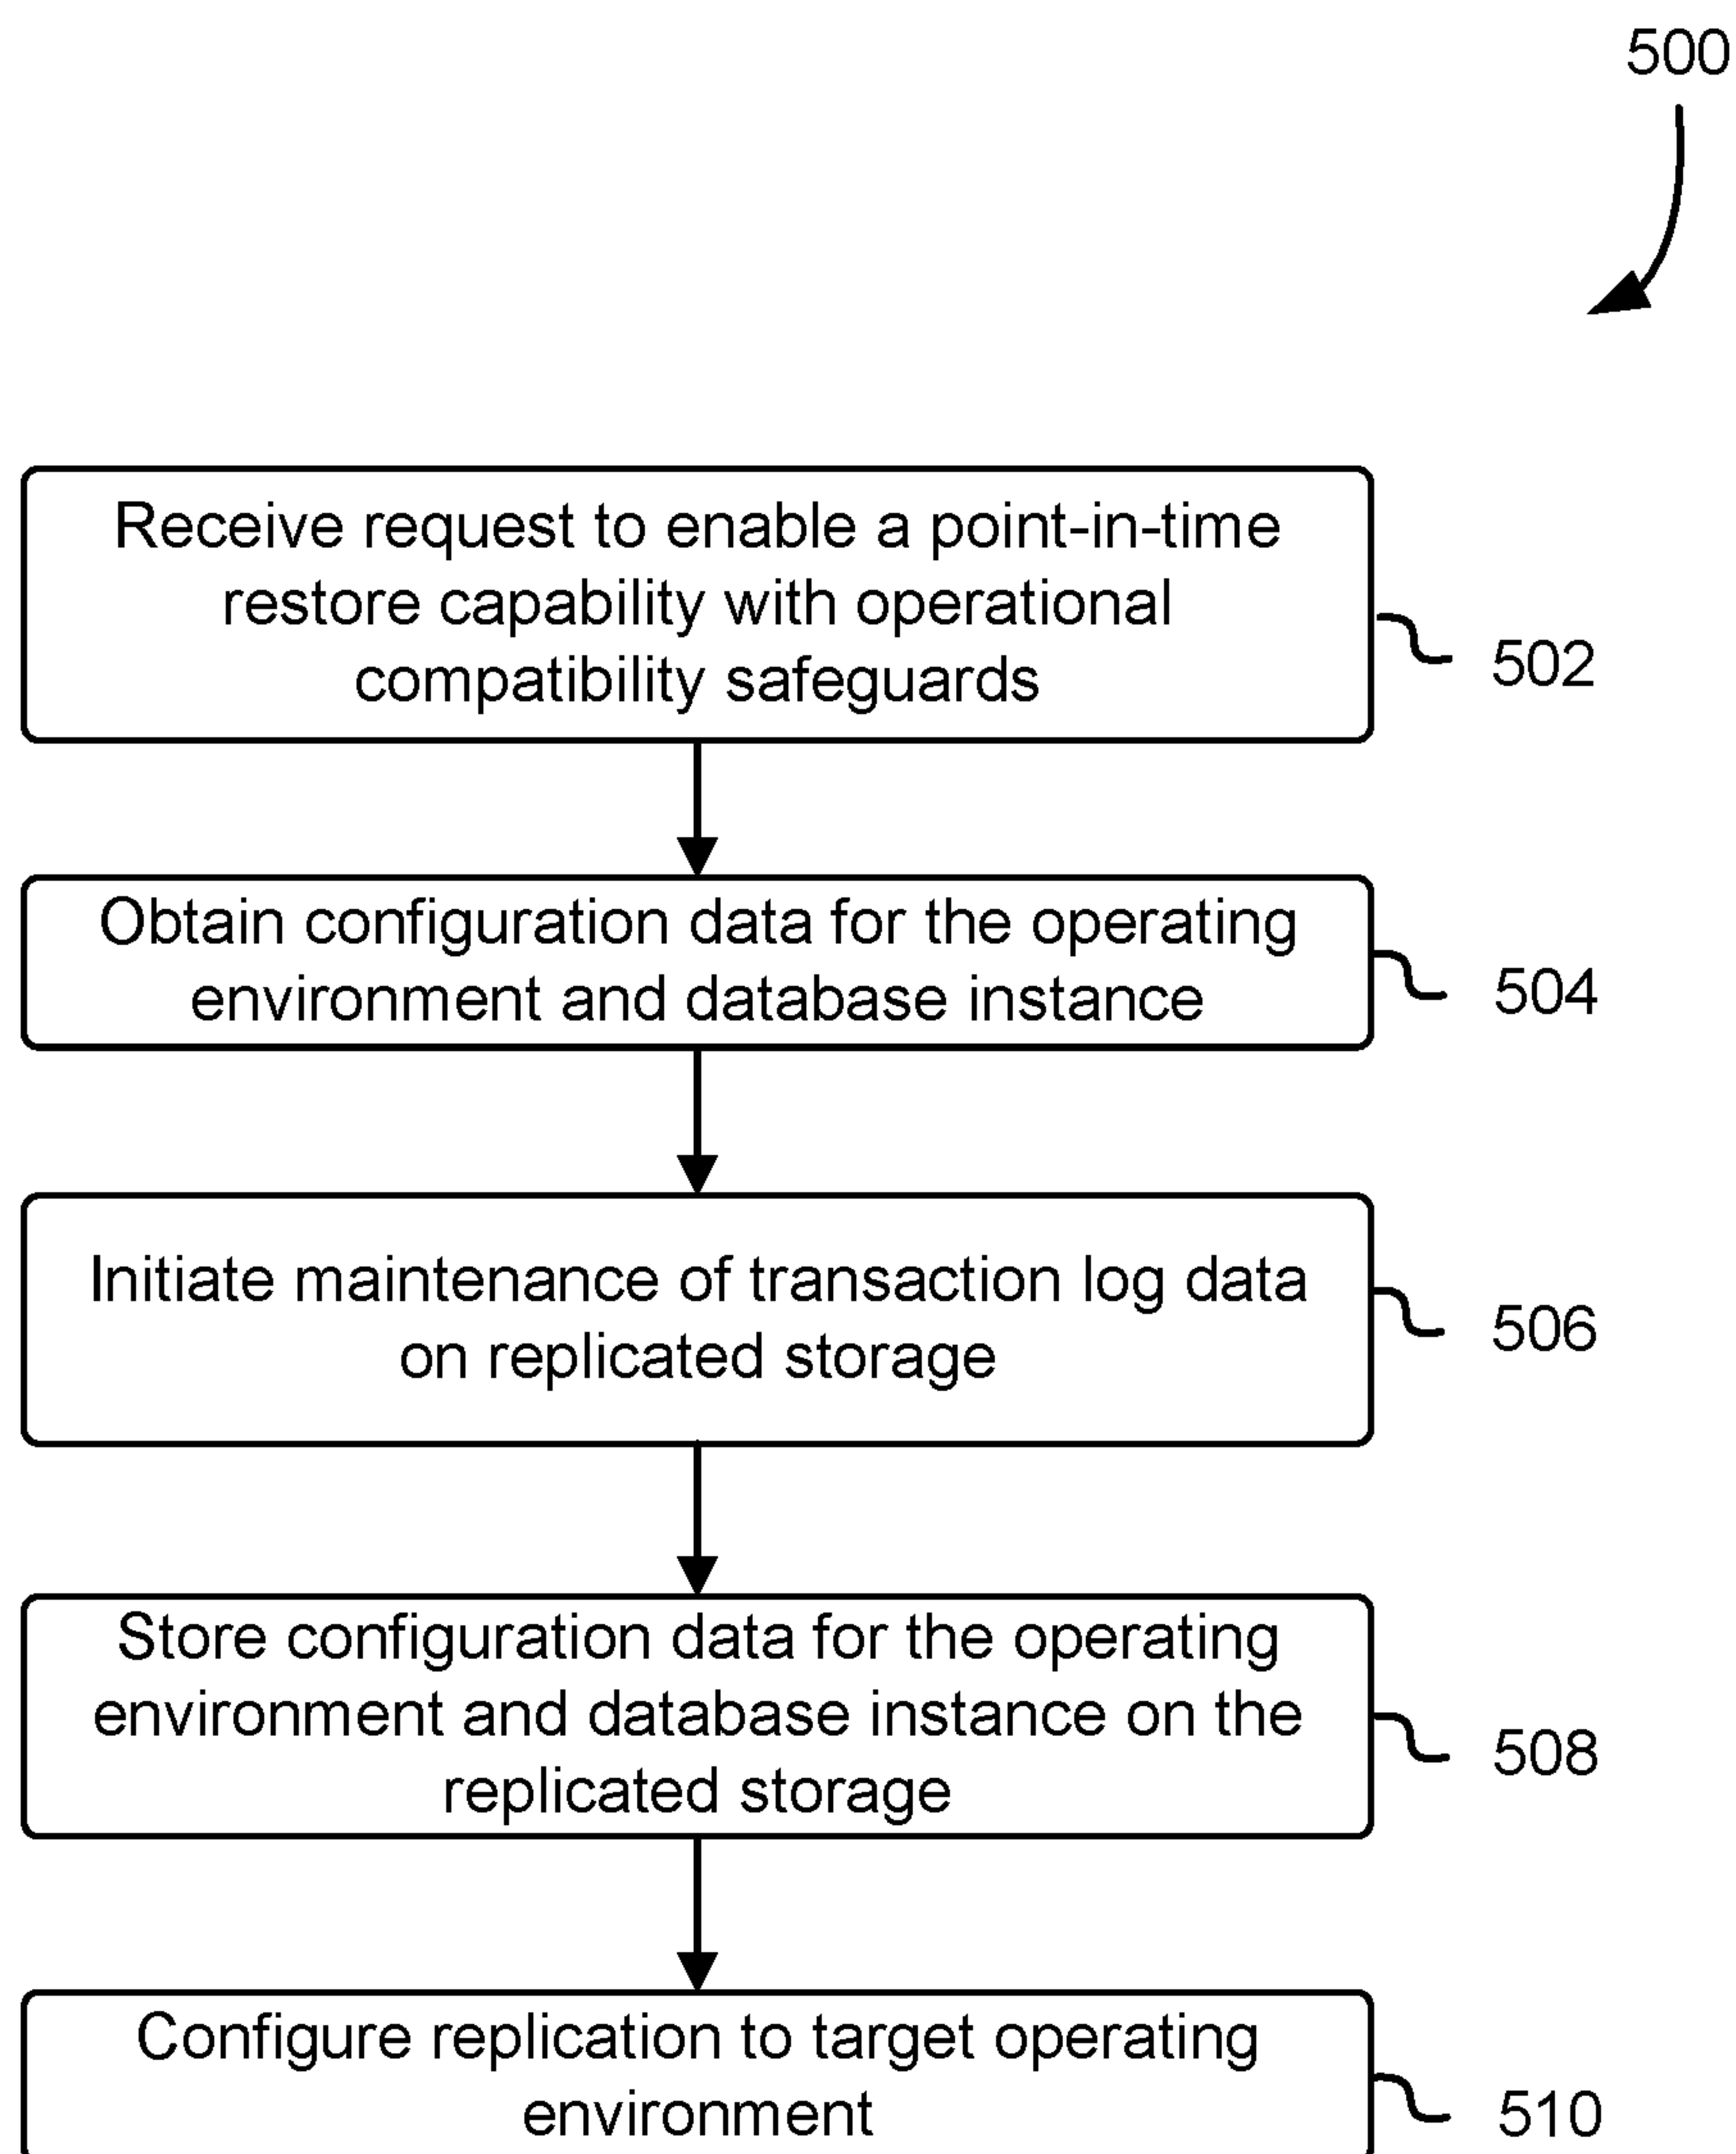 500
Receive request to enable a point-in-time
restore capability with operational
compatibility safeguards
502
Obtain configuration data for the operating
environment and database instance
504
Initiate maintenance of transaction log data
on replicated storage
506
Store configuration data for the operating
environment and database instance on the
replicated storage
508
Configure replication to target operating
environment
510